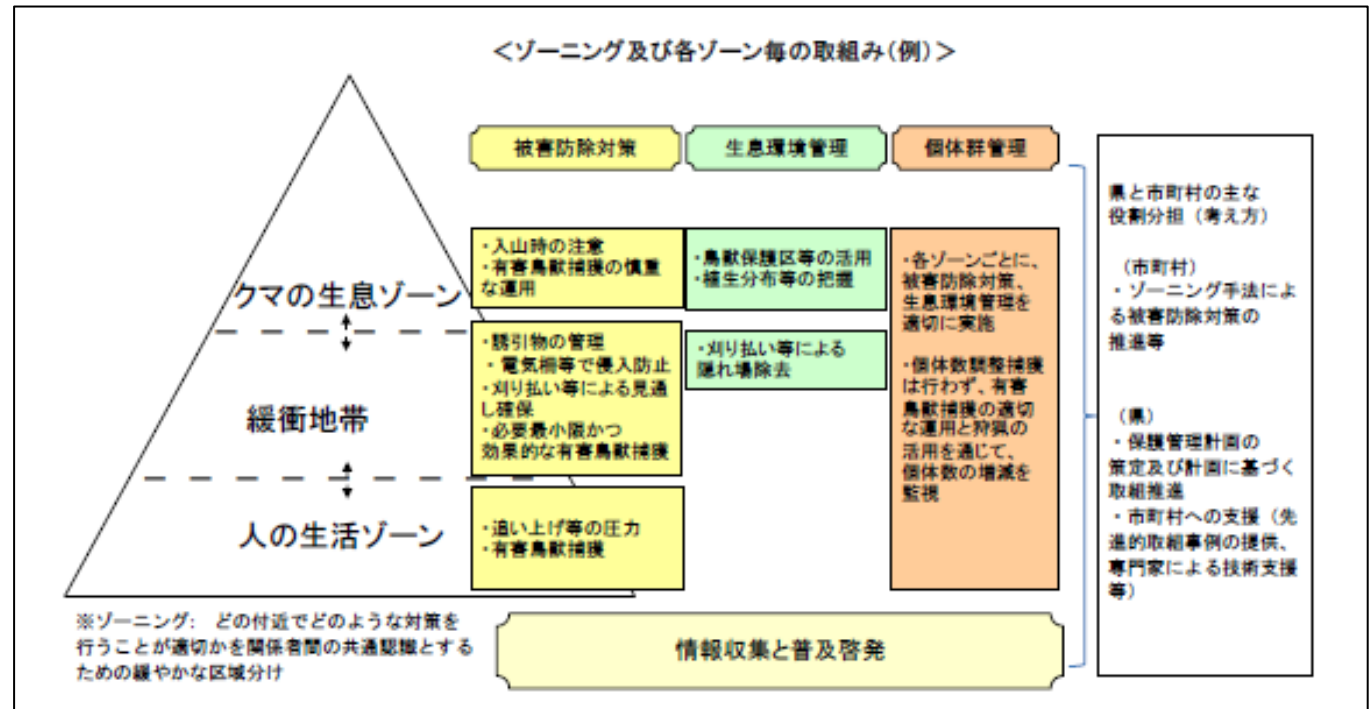 ＜ゾーニング及び各ゾーン毎の取組み（例）＞
被害防除対策
生息環境管理
個体群管理
クマの生息ゾーン
緩衝地帯
人の生活ゾーン
・入山時の注意
・有害鳥獣捕獲の慎重
な運用
・誘引物の管理
・電気柵等で侵入防止
・刈り払い等による見通
し確保
・必要最小限かつ
効果的な有害鳥獣捕獲
・追い上げ等の圧力
・有害鳥獣捕獲
・鳥獣保護区等の活用
・植生分布等の把握
・刈り払い等による
隠れ場除去
・各ゾーンごとに、
被害防除対策、
生息環境管理を
適切に実施
・個体数調整捕獲
は行わず、有害
鳥獣捕獲の適切
な運用と狩猟の
活用を通じて、
個体数の増減を
監視
県と市町村の主な
役割分担（考え方）
（市町村）
・ゾーニング手法によ
る被害防除対策の
推進等
（県）
・保護管理計画の
策定及び計画に基づく
取組推進
・市町村への支援（先
進的取組事例の提供、
専門家による技術支援
等）
※ゾーニング：　どの付近でどのような対策を
行うことが適切かを関係者間の共通認識とする
ための緩やかな区域分け
情報収集と普及啓発